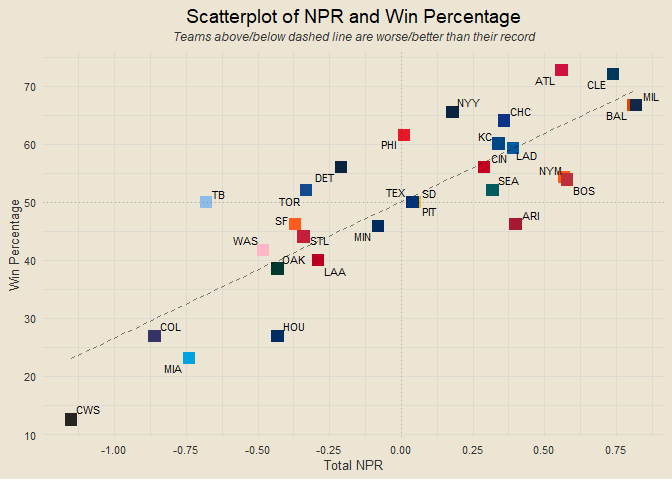 Scatterplot of NPR and Win Percentage
Teams above/below dashed line are worse/better than their record
Win Percentage
70
60
50
40
30
20
10
ATL
CLE
MIL
BAL
NYY
CHC
PHI
KC
LAD
CIN
DET
NYM
SEA
BOS
TB
TOR
TEX
SD
PIT
SF
ARI
MIN
WAS
STL
OAK
LAA
COL
HOU
MIA
CWS
-1.00
-0.75
-0.50
-0.25
0.00
0.25
0.50
0.75
Total NPR